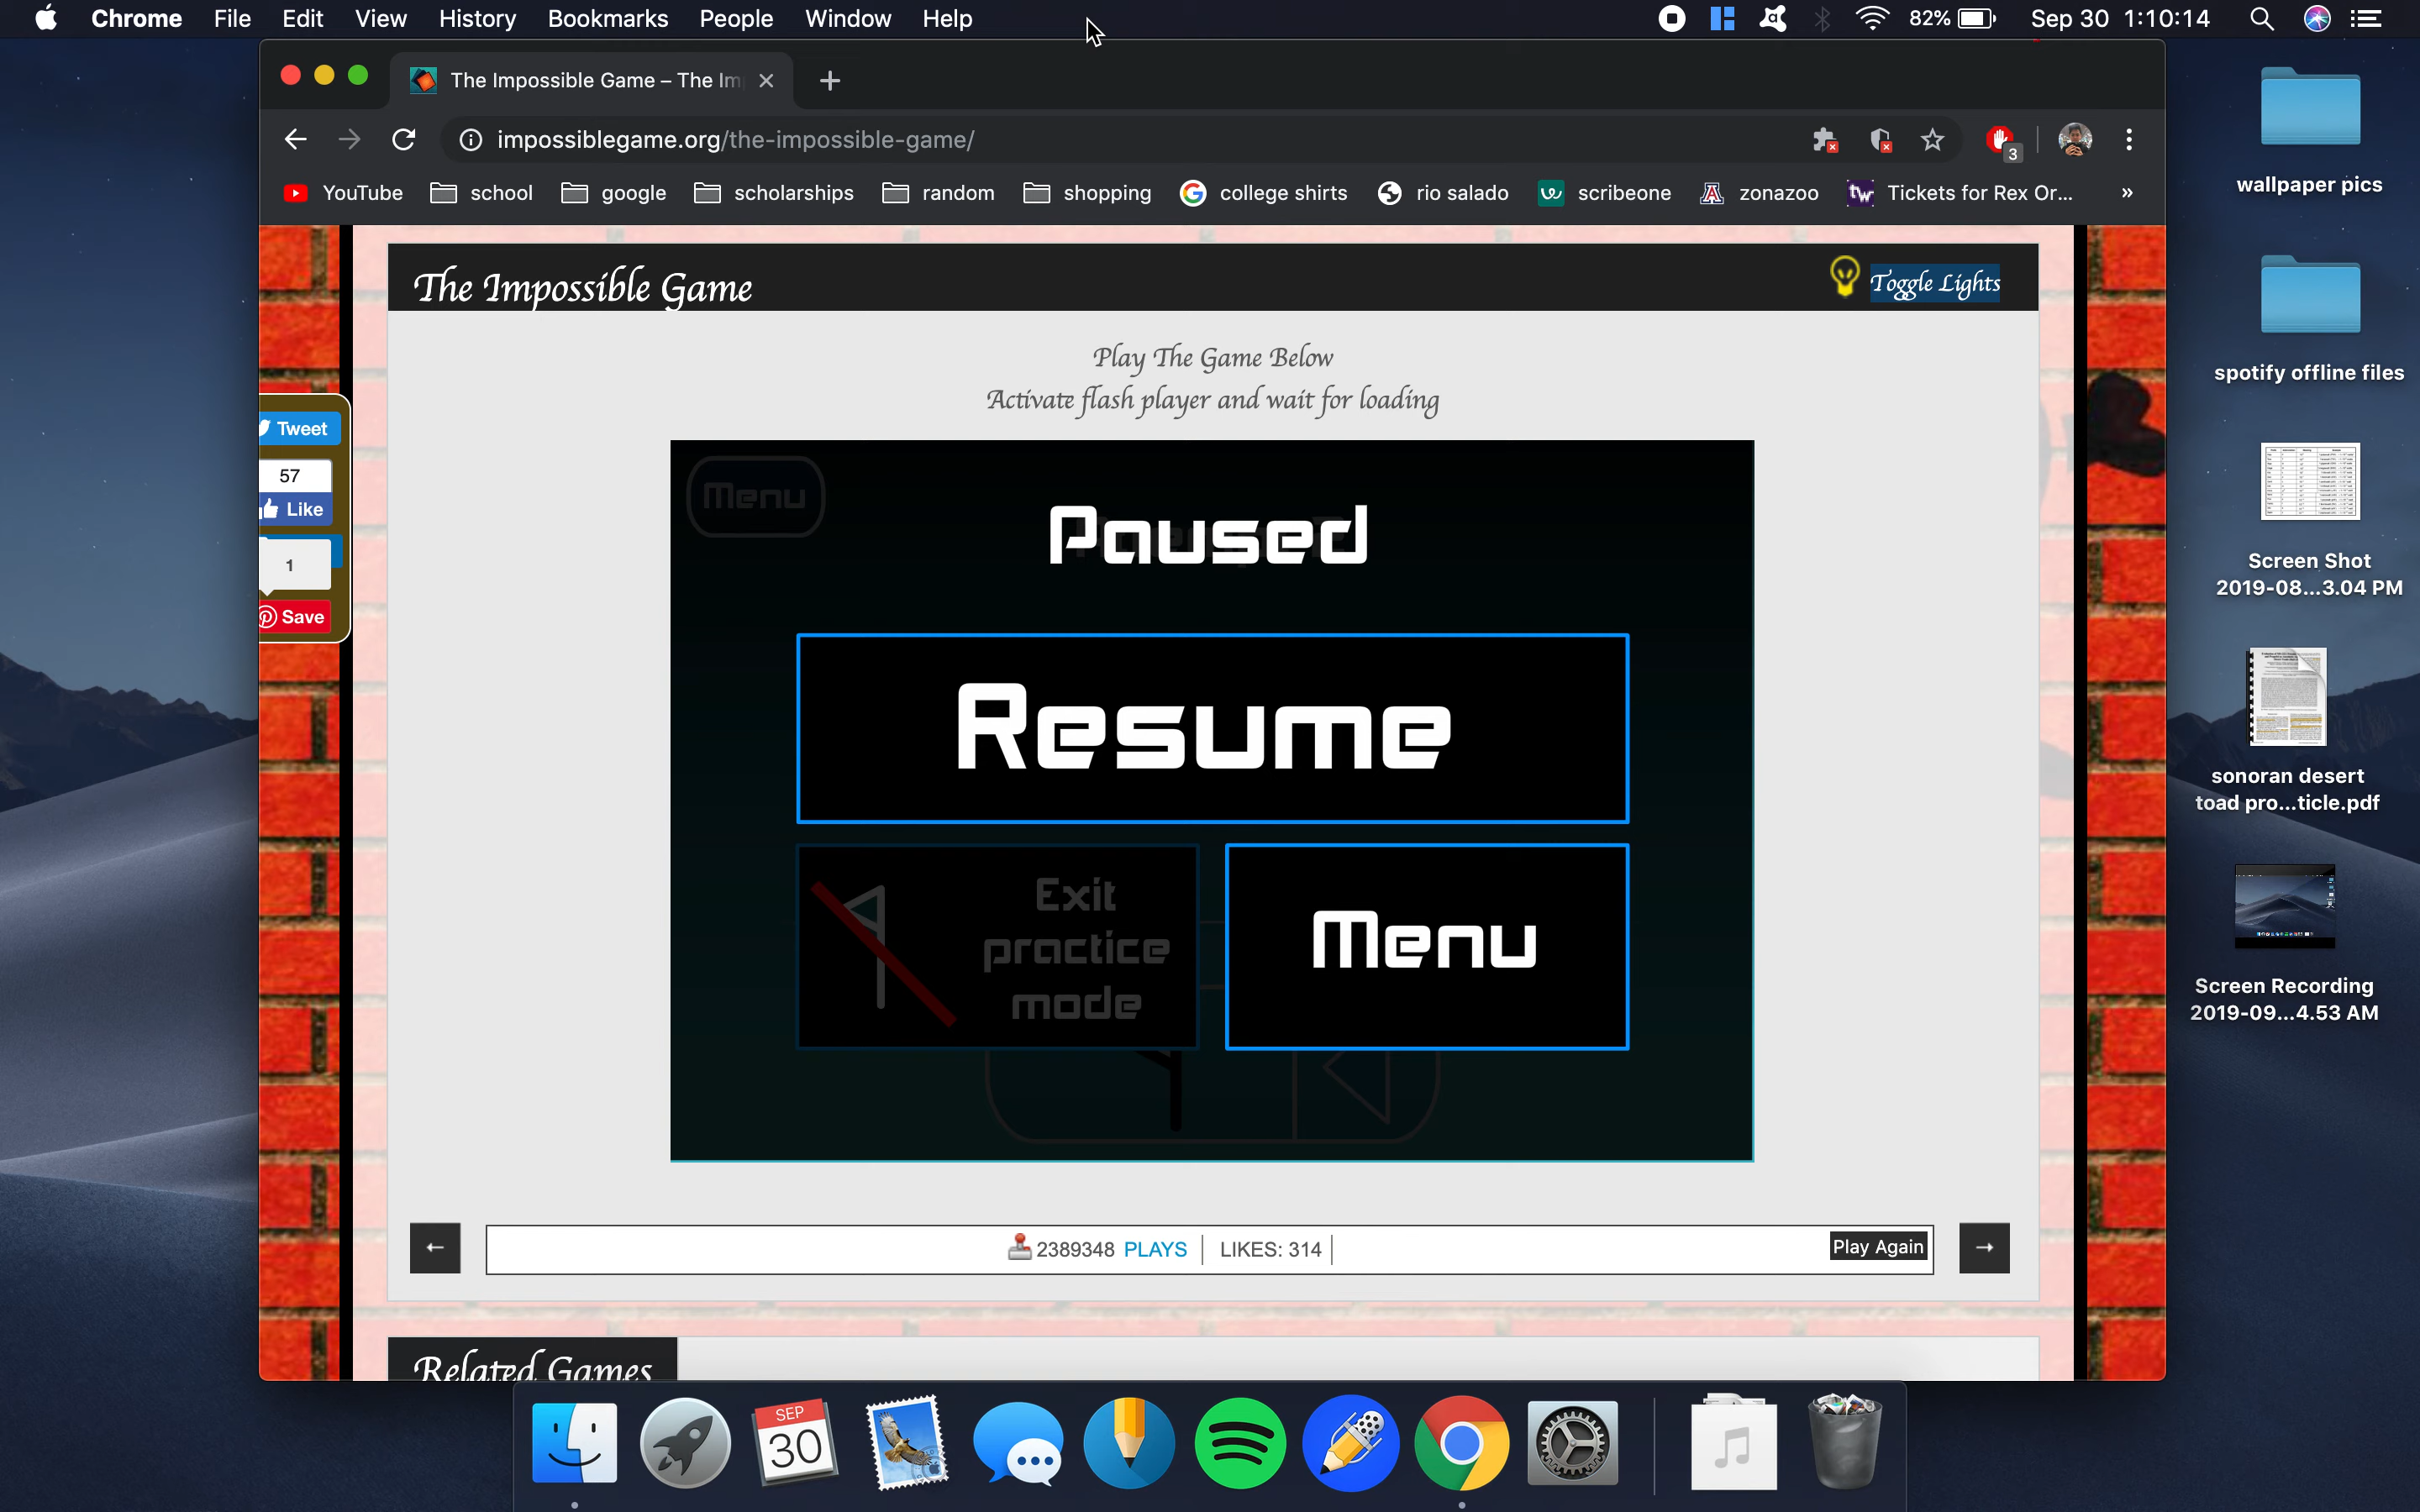 Chrome File Edit View History Bookmarks People Window Help 82% Sep 30 1:10:14
The Impossible Game – The Im
impossiblegame.org/the-impossible-game/
3
YouTube school google scholarships random shopping college shirts rio salado scribeone zonazoo Tickets for Rex Or... »
The Impossible Game
Toggle Lights
Play The Game Below
Activate flash player and wait for loading
Tweet
57
Like
1
Save
Menu
Paused
Resume
Exit
practice
mode
Menu
2389348 PLAYS LIKES: 314
Play Again
Related Games
wallpaper pics
spotify offline files
Screen Shot
2019-08...3.04 PM
sonoran desert
toad pro...ticle.pdf
Screen Recording
2019-09...4.53 AM
SEP
30